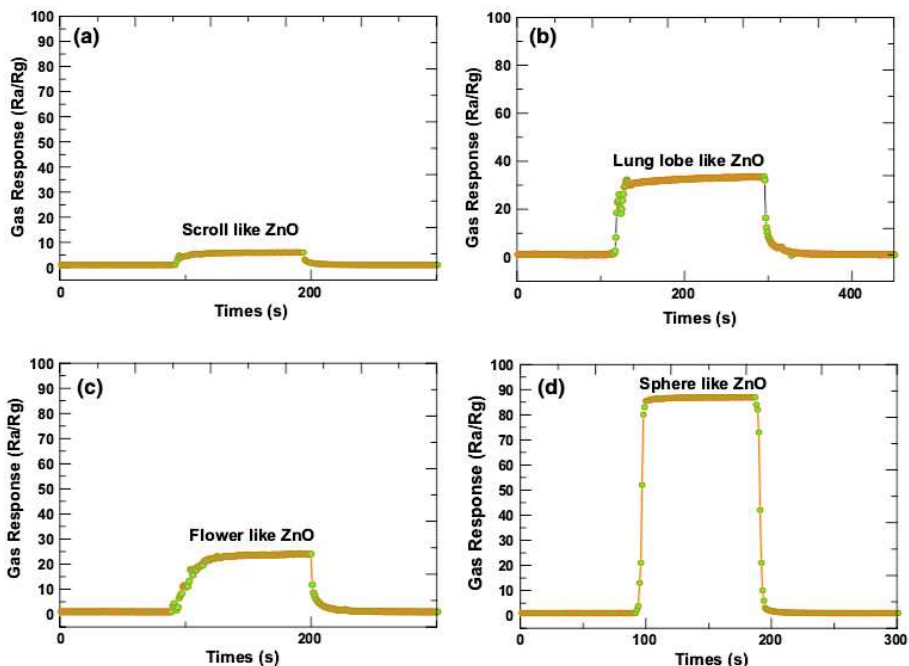 (a)
Gas Response (Ra/Rg)
100
90
80
70
60
50
40
30
20
10
0
Scroll like ZnO
0 200
Times (s)
(b)
Gas Response (Ra/Rg)
100
80
60
40
20
0
Lung lobe like ZnO
0 200 400
Times (s)
(c)
Gas Response (Ra/Rg)
100
90
80
70
60
50
40
30
20
10
0
Flower like ZnO
0 200
Times (s)
(d)
Gas Response (Ra/Rg)
100
90
80
70
60
50
40
30
20
10
0
Sphere like ZnO
0 100 200 300
Times (s)